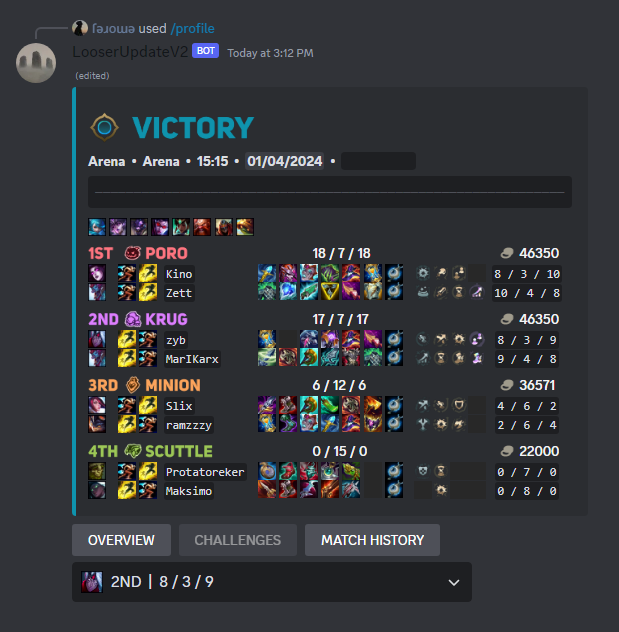 used /profile
LooserUpdateV2 BOT Today at 3:12 PM
(edited)
VICTORY
Arena • Arena • 15:15 • 01/04/2024 •
1ST PORO 18 / 7 / 18 46350
Kino 8 / 3 / 10
Zett 10 / 4 / 8
2ND KRUG 17 / 7 / 17 46350
zyb 8 / 3 / 9
MarIKarx 9 / 4 / 8
3RD MINION 6 / 12 / 6 36571
Slix 4 / 6 / 2
ramzzzy 2 / 6 / 4
4TH SCUTTLE 0 / 15 / 0 22000
Protatoreker 0 / 7 / 0
Maksimo 0 / 8 / 0
OVERVIEW CHALLENGES MATCH HISTORY
2ND | 8 / 3 / 9